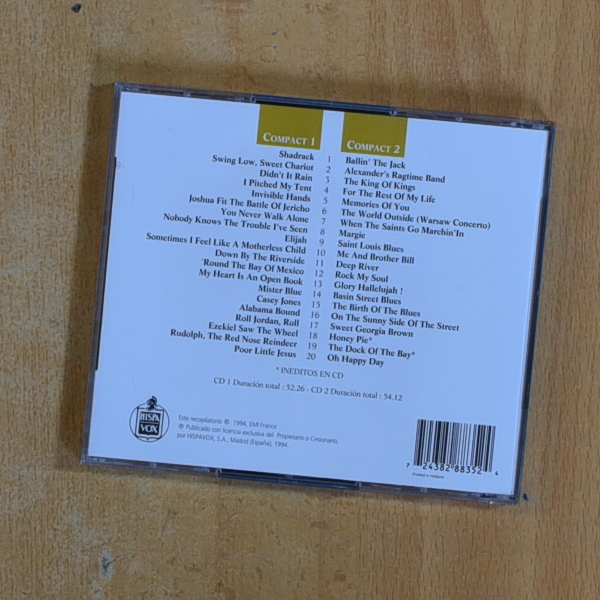 COMPACT 1
Shadrack 1
Swing Low, Sweet Chariot 2
Didn't It Rain 3
I Pitched My Tent 4
Invisible Hands 5
Joshua Fit The Battle Of Jericho 6
You Never Walk Alone 7
Nobody Knows The Trouble I've Seen 8
Elijah 9
Sometimes I Feel Like A Motherless Child 10
Down By The Riverside 11
'Round The Bay Of Mexico 12
My Heart Is An Open Book 13
Mister Blue 14
Casey Jones 15
Alabama Bound 16
Roll Jordan, Roll 17
Ezekiel Saw The Wheel 18
Rudolph, The Red Nose Reindeer 19
Poor Little Jesus 20
COMPACT 2
Ballin' The Jack
Alexander's Ragtime Band
The King Of Kings
For The Rest Of My Life
Memories Of You
The World Outside (Warsaw Concerto)
When The Saints Go Marchin'In
Margie
Saint Louis Blues
Me And Brother Bill
Deep River
Rock My Soul
Glory Hallelujah !
Basin Street Blues
The Birth Of The Blues
On The Sunny Side Of The Street
Sweet Georgia Brown
Honey Pie*
The Dock Of The Bay*
Oh Happy Day
* INEDITOS EN CD
CD 1 Duración total : 52.26 - CD 2 Duración total : 54.12
HISPA
VOX
Este recopilatorio ℗ 1994, EMI France
℗ Publicado con licencia exclusiva del Propietario o Cesionario,
por HISPAVOX, S.A., Madrid (España), 1994.
7 24382 88352 4
Printed in Holland